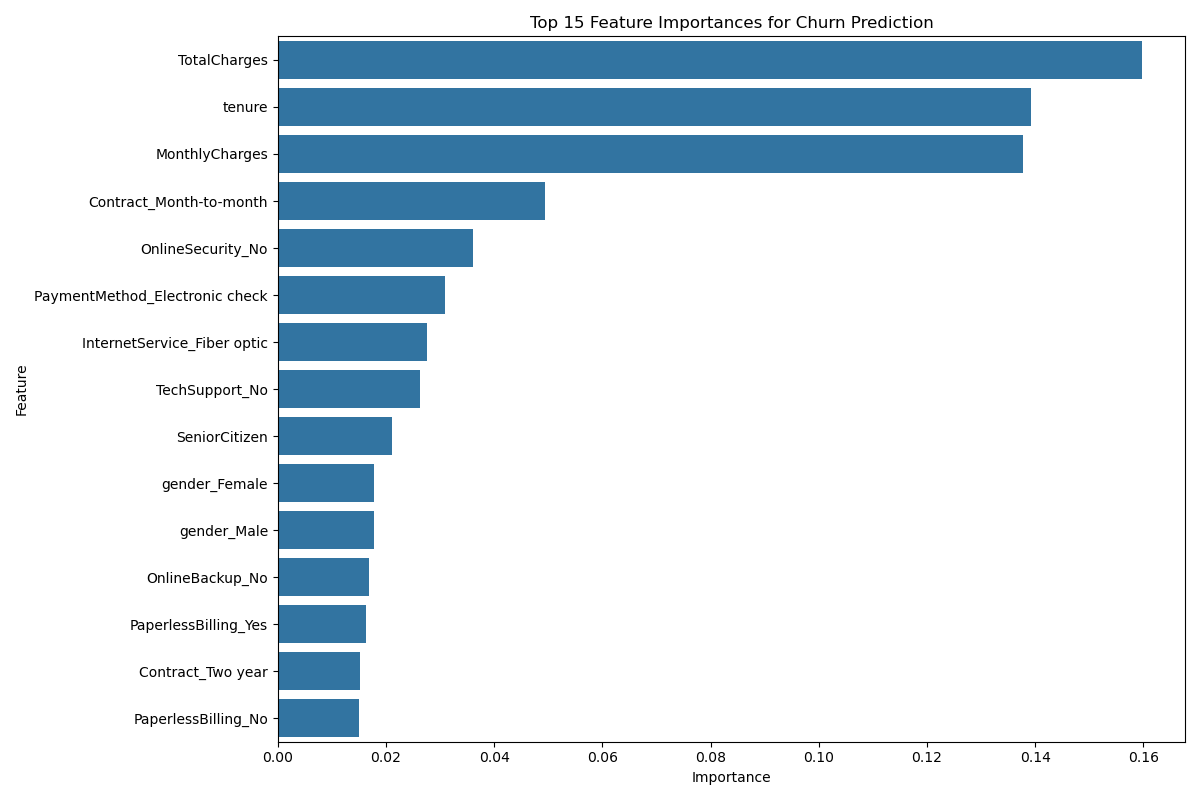 Top 15 Feature Importances for Churn Prediction
TotalCharges
tenure
MonthlyCharges
Contract_Month-to-month
OnlineSecurity_No
PaymentMethod_Electronic check
InternetService_Fiber optic
TechSupport_No
SeniorCitizen
gender_Female
gender_Male
OnlineBackup_No
PaperlessBilling_Yes
Contract_Two year
PaperlessBilling_No
Feature
0.00 0.02 0.04 0.06 0.08 0.10 0.12 0.14 0.16
Importance